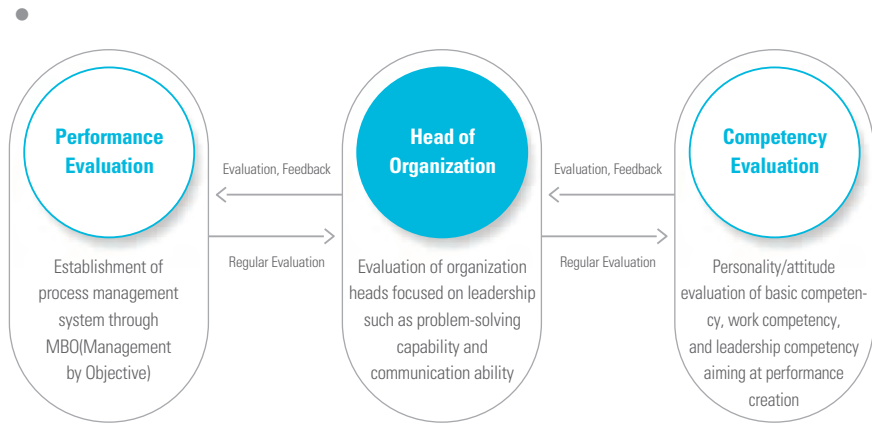 Performance
Evaluation
Establishment of
process management
system through
MBO(Management
by Objective)
Evaluation, Feedback
Regular Evaluation
Head of
Organization
Evaluation of organization
heads focused on leadership
such as problem-solving
capability and
communication ability
Evaluation, Feedback
Regular Evaluation
Competency
Evaluation
Personality/attitude
evaluation of basic competen-
cy, work competency,
and leadership competency
aiming at performance
creation